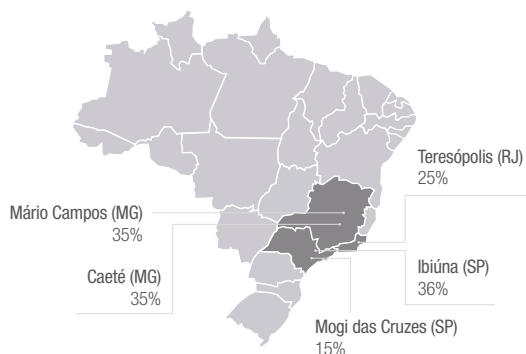 Teresópolis (RJ)
25%
Mário Campos (MG)
35%
Caeté (MG)
35%
Ibiúna (SP)
36%
Mogi das Cruzes (SP)
15%